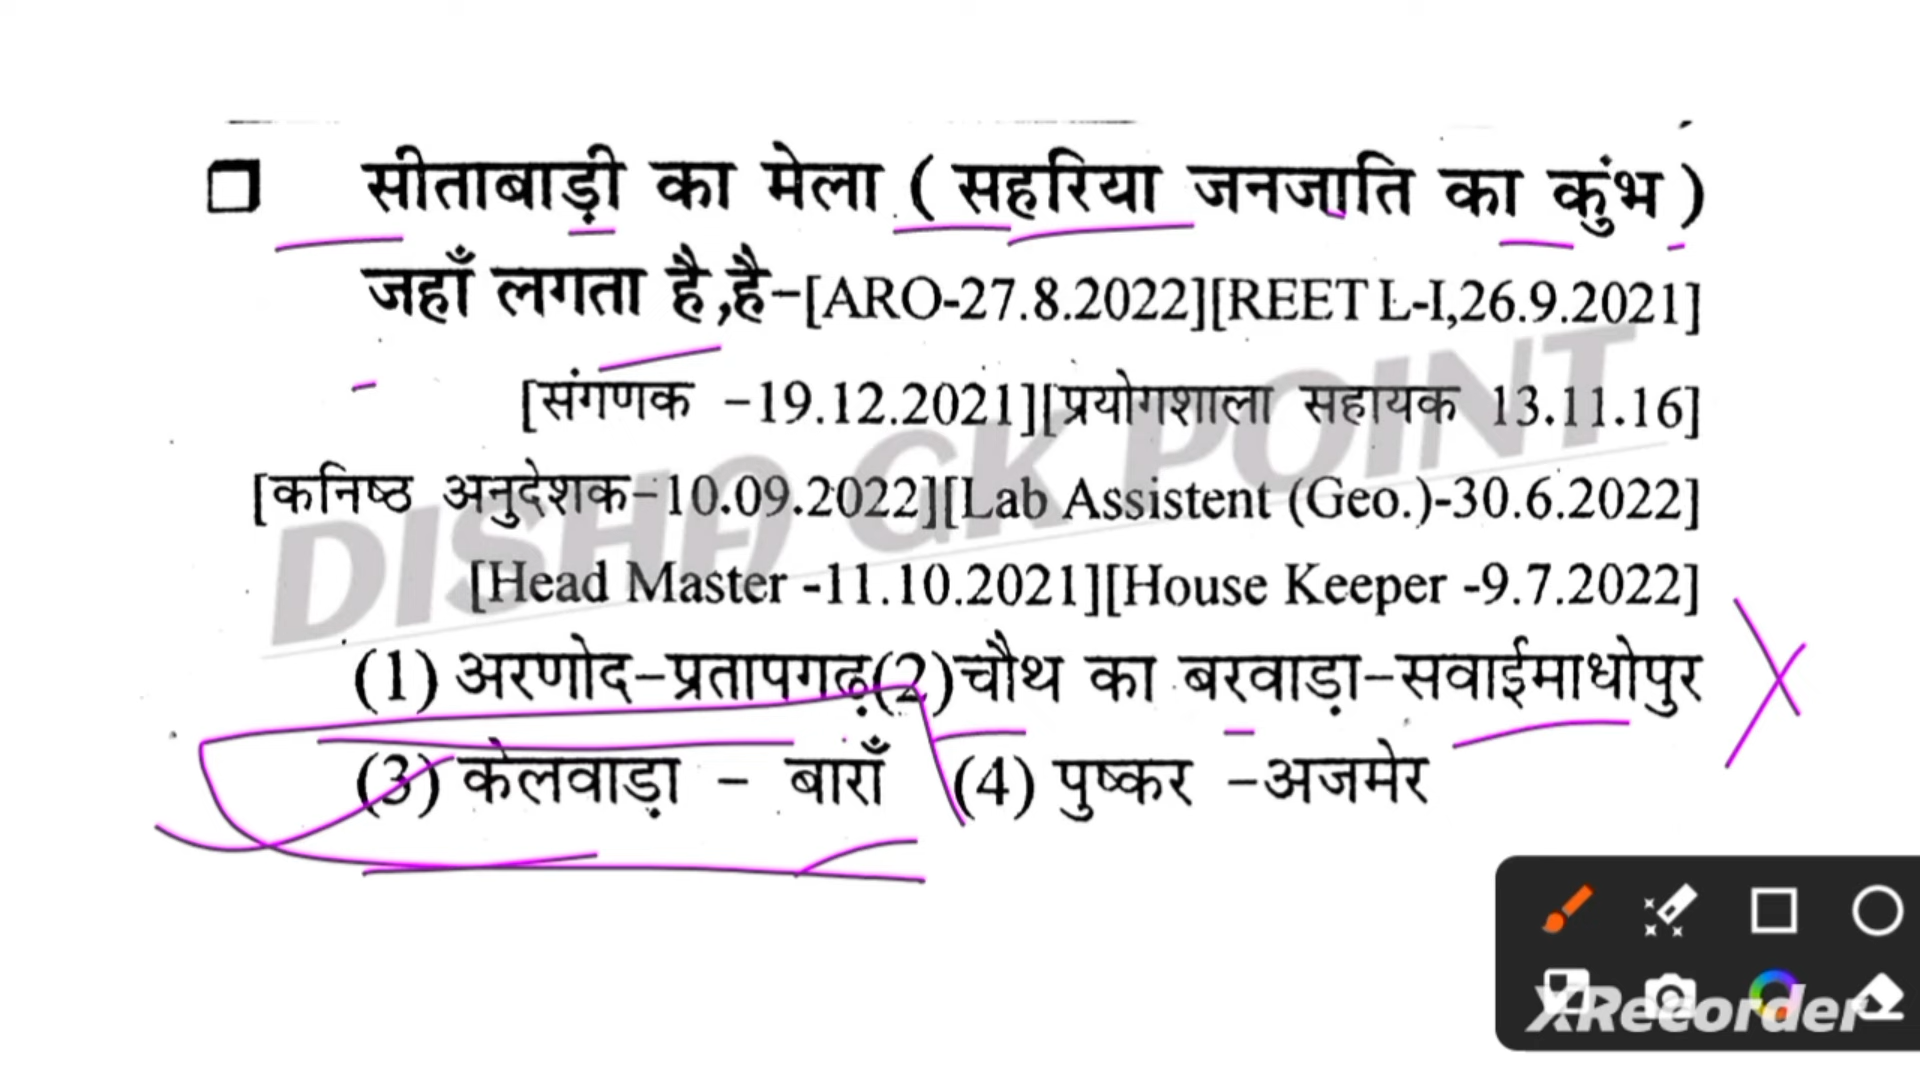 सीताबाड़ी का मेला ( सहरिया जनजाति का कुंभ )
जहाँ लगता है,है-[ARO-27.8.2022][REET L-I,26.9.2021]
[संगणक -19.12.2021][प्रयोगशाला सहायक 13.11.16]
[कनिष्ठ अनुदेशक-10.09.2022][Lab Assistent (Geo.)-30.6.2022]
[Head Master -11.10.2021][House Keeper -9.7.2022]
(1) अरणोद-प्रतापगढ़(2)चौथ का बरवाड़ा-सवाईमाधोपुर
(3) केलवाड़ा - बाराँ (4) पुष्कर -अजमेर
DISHA GK POINT
XRecorder